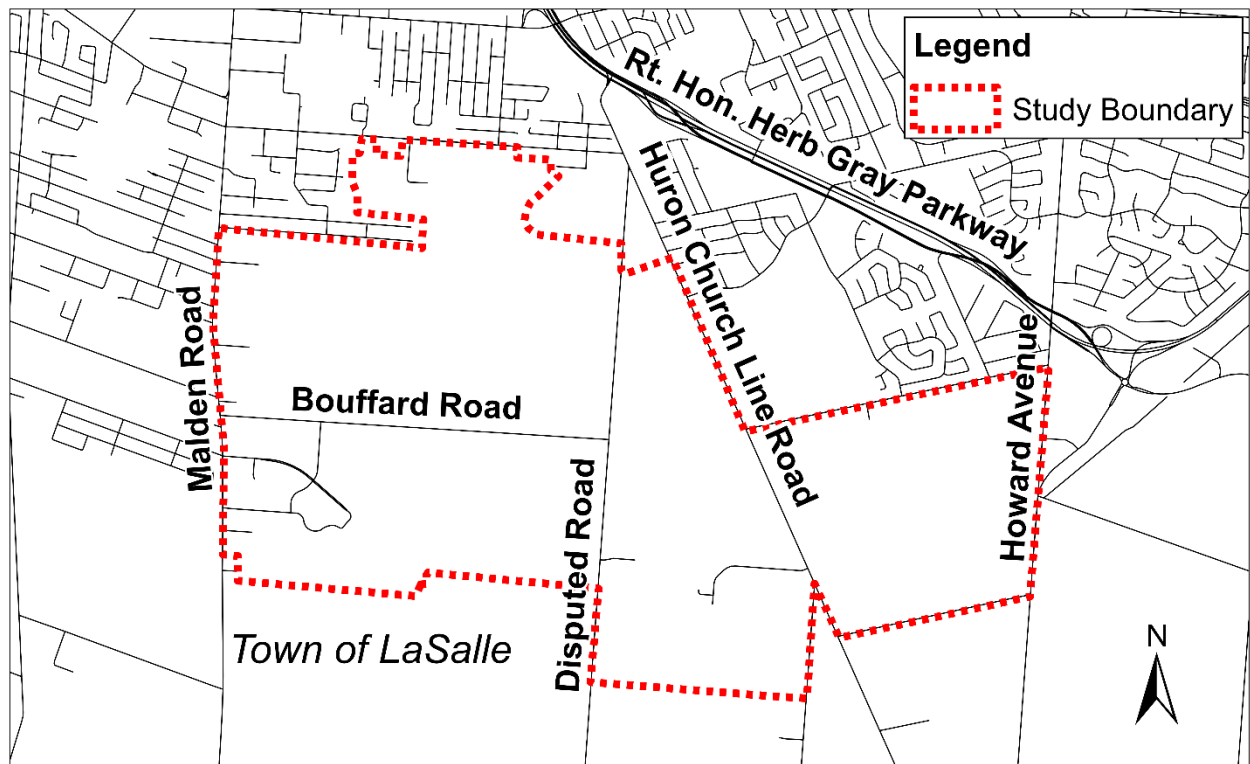 Legend
Study Boundary
Rt. Hon. Herb Gray Parkway
Huron Church Line Road
Malden Road
Bouffard Road
Howard Avenue
Disputed Road
Town of LaSalle
N